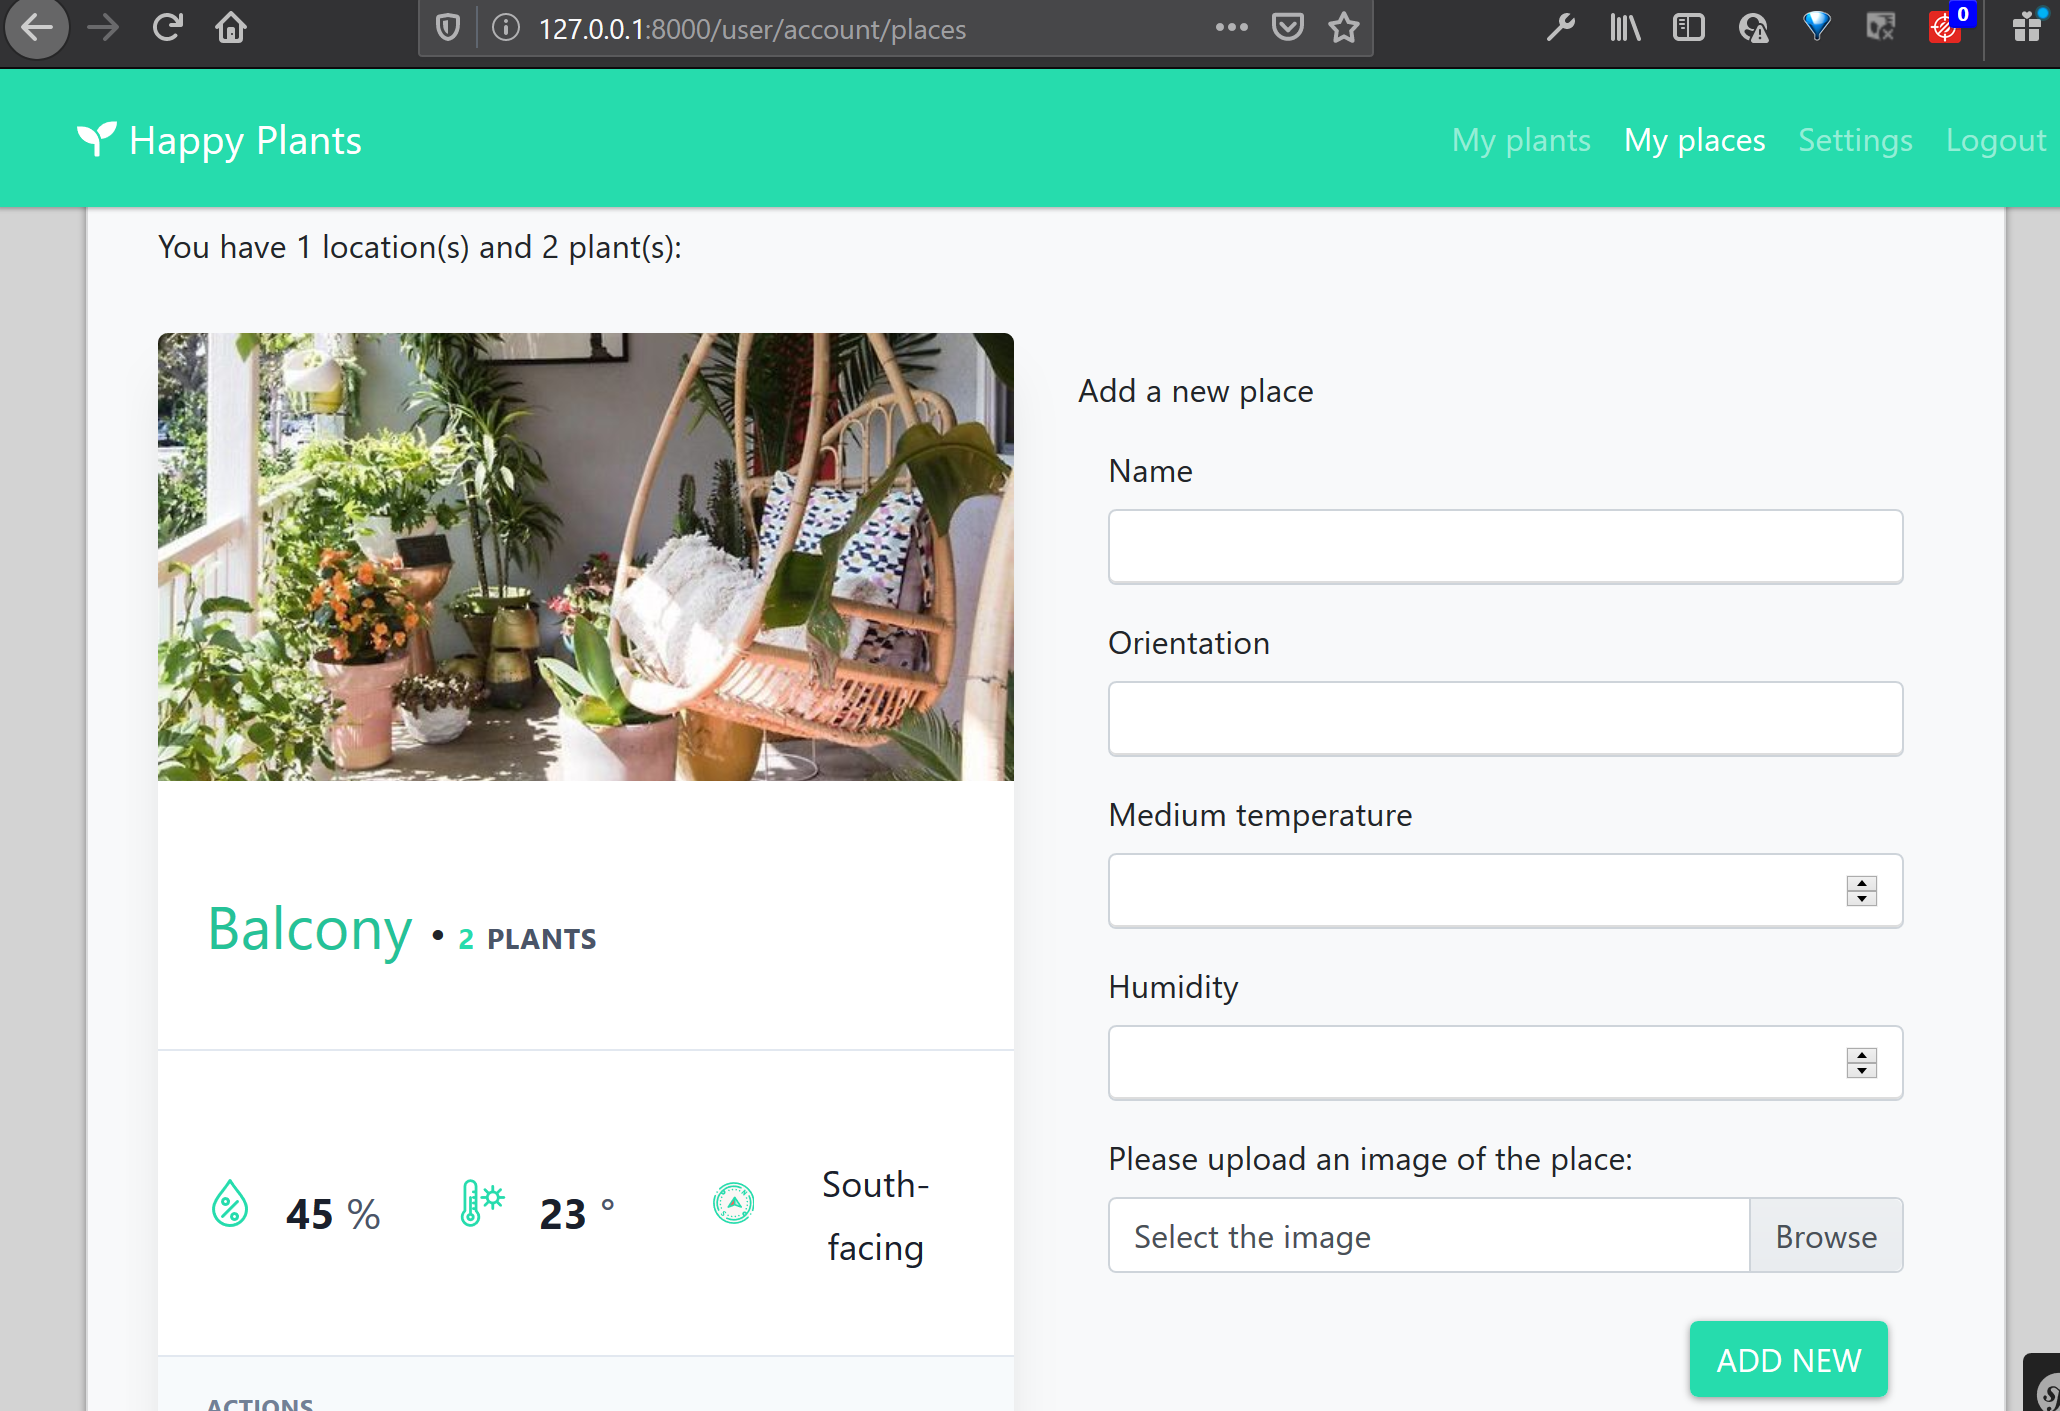 127.0.0.1:8000/user/account/places
0
Happy Plants
My plants
My places
Settings
Logout
You have 1 location(s) and 2 plant(s):
Balcony • 2 PLANTS
45 %
23 °
South-
facing
ACTIONS
Add a new place
Name
Orientation
Medium temperature
Humidity
Please upload an image of the place:
Select the image
Browse
ADD NEW